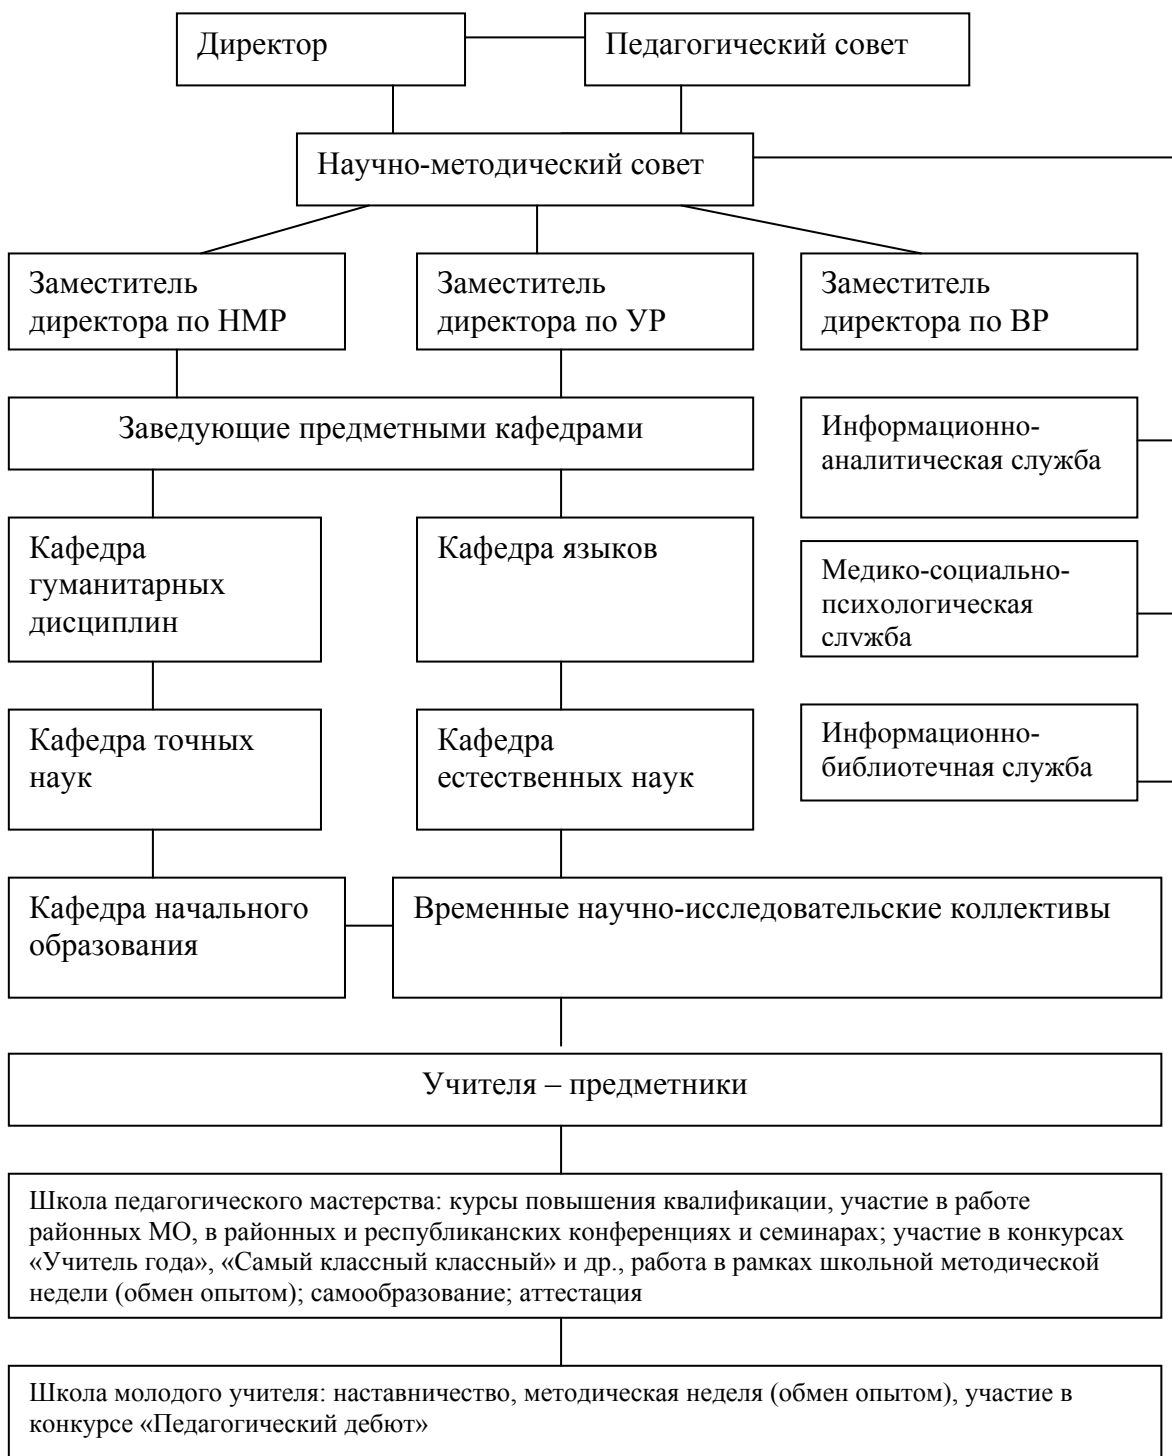 Директор
Педагогический совет
Научно-методический совет
Заместитель
директора по НМР
Заместитель
директора по УР
Заместитель
директора по ВР
Заведующие предметными кафедрами
Информационно-
аналитическая служба
Кафедра
гуманитарных
дисциплин
Кафедра языков
Медико-социально-
психологическая
служба
Кафедра точных
наук
Кафедра
естественных наук
Информационно-
библиотечная служба
Кафедра начального
образования
Временные научно-исследовательские коллективы
Учителя – предметники
Школа педагогического мастерства: курсы повышения квалификации, участие в работе
районных МО, в районных и республиканских конференциях и семинарах; участие в конкурсах
«Учитель года», «Самый классный классный» и др., работа в рамках школьной методической
недели (обмен опытом); самообразование; аттестация
Школа молодого учителя: наставничество, методическая неделя (обмен опытом), участие в
конкурсе «Педагогический дебют»